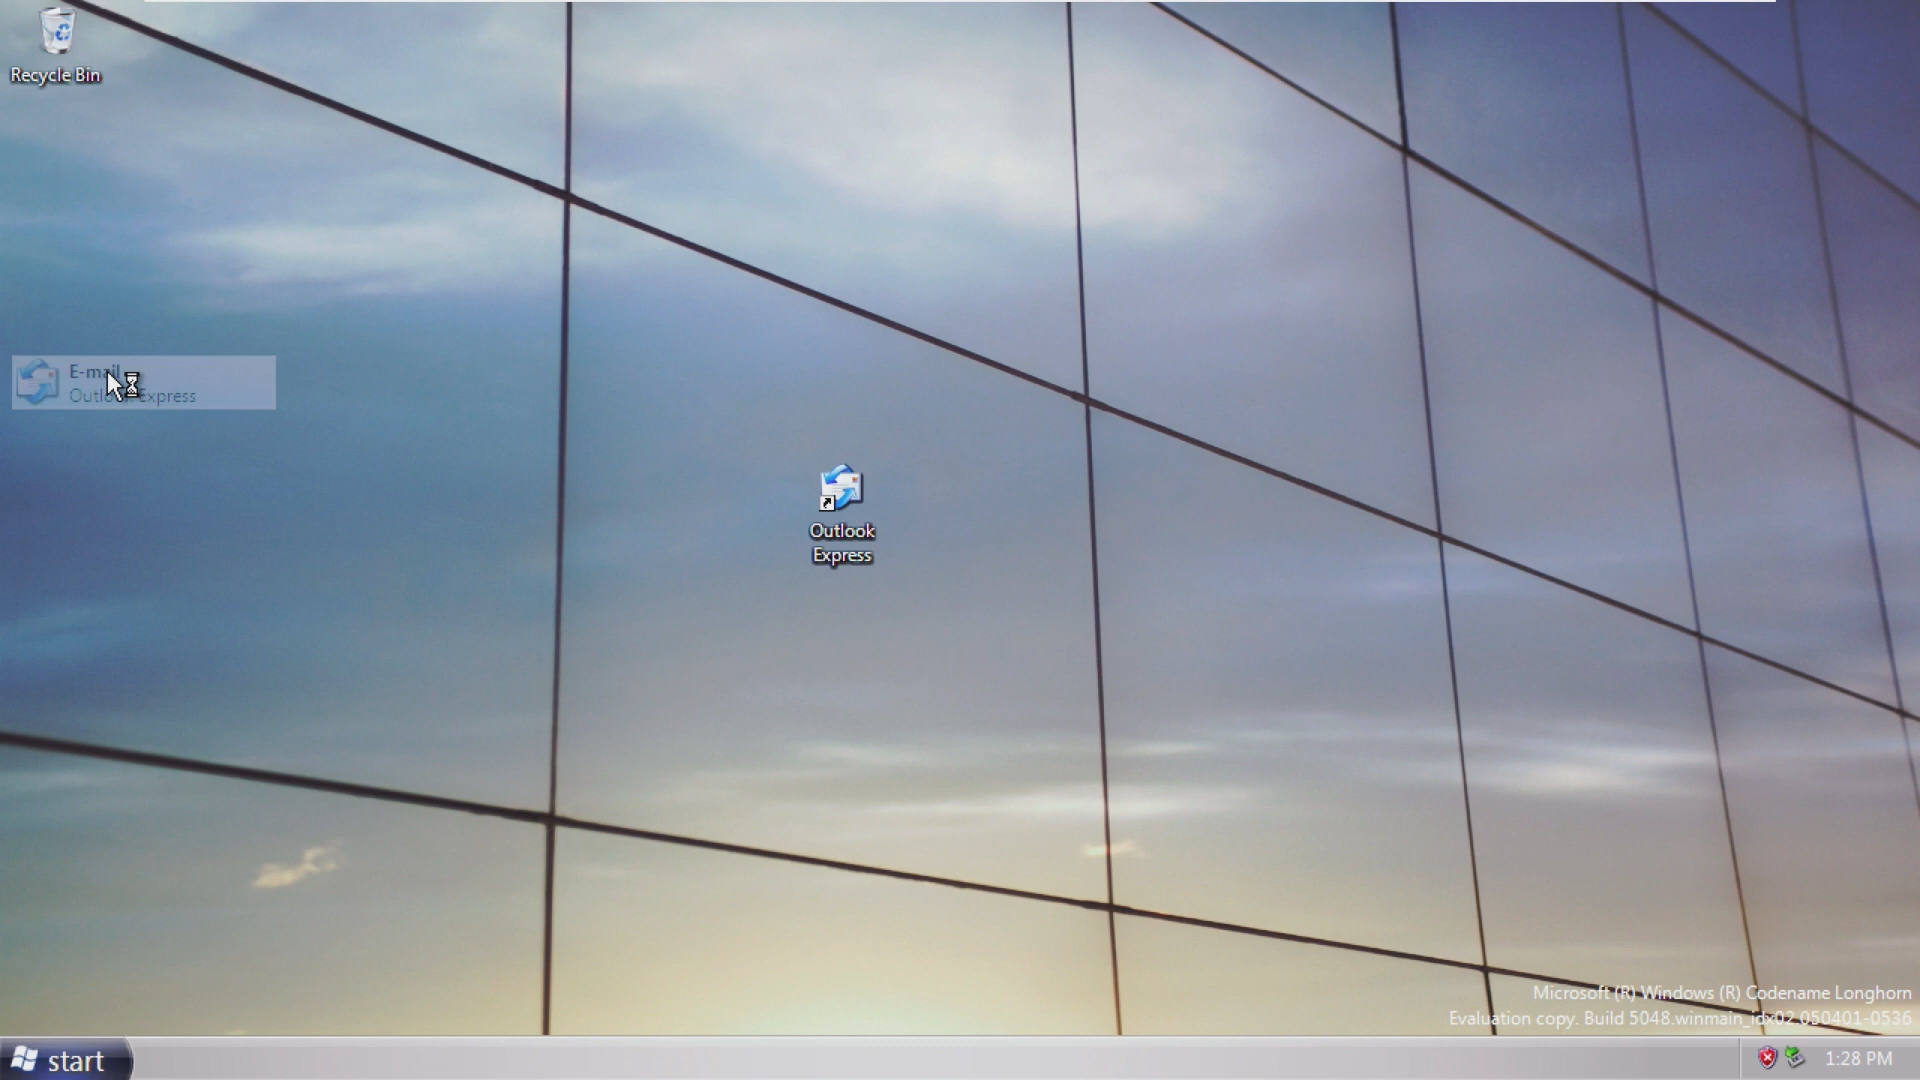 Recycle Bin
E-mail
Outlook Express
Outlook
Express
Microsoft (R) Windows (R) Codename Longhorn
Evaluation copy. Build 5048.winmain_idx02.050401-0536
start
1:28 PM